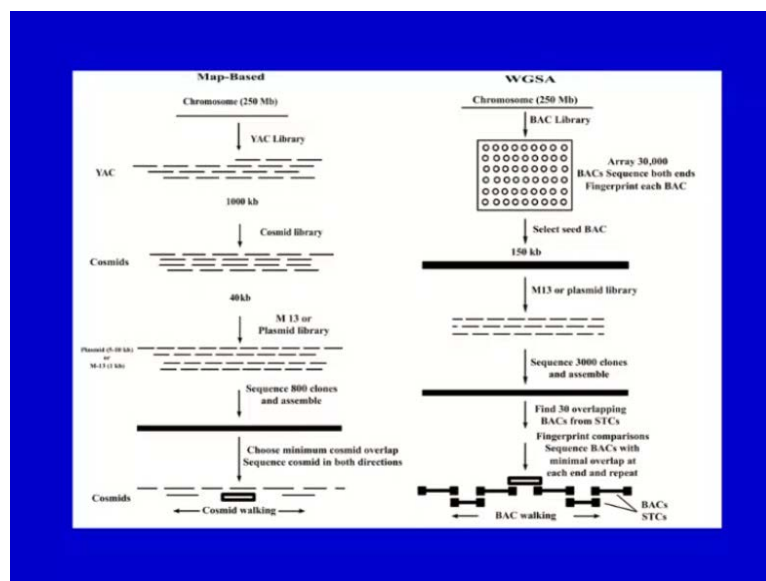 Map-Based
Chromosome (250 Mb)
YAC Library
YAC
1000 kb
Cosmid library
Cosmids
40kb
M 13 or
Plasmid library
Plasmid (5-10 kb)
or
M-13 (1 kb)
Sequence 800 clones
and assemble
Choose minimum cosmid overlap
Sequence cosmid in both directions
Cosmids
Cosmid walking
WGSA
Chromosome (250 Mb)
BAC Library
Array 30,000
BACs Sequence both ends
Fingerprint each BAC
Select seed BAC
150 kb
M13 or plasmid library
Sequence 3000 clones
and assemble
Find 30 overlapping
BACs from STCs
Fingerprint comparisons
Sequence BACs with
minimal overlap at
each end and repeat
BACs
STCs
BAC walking